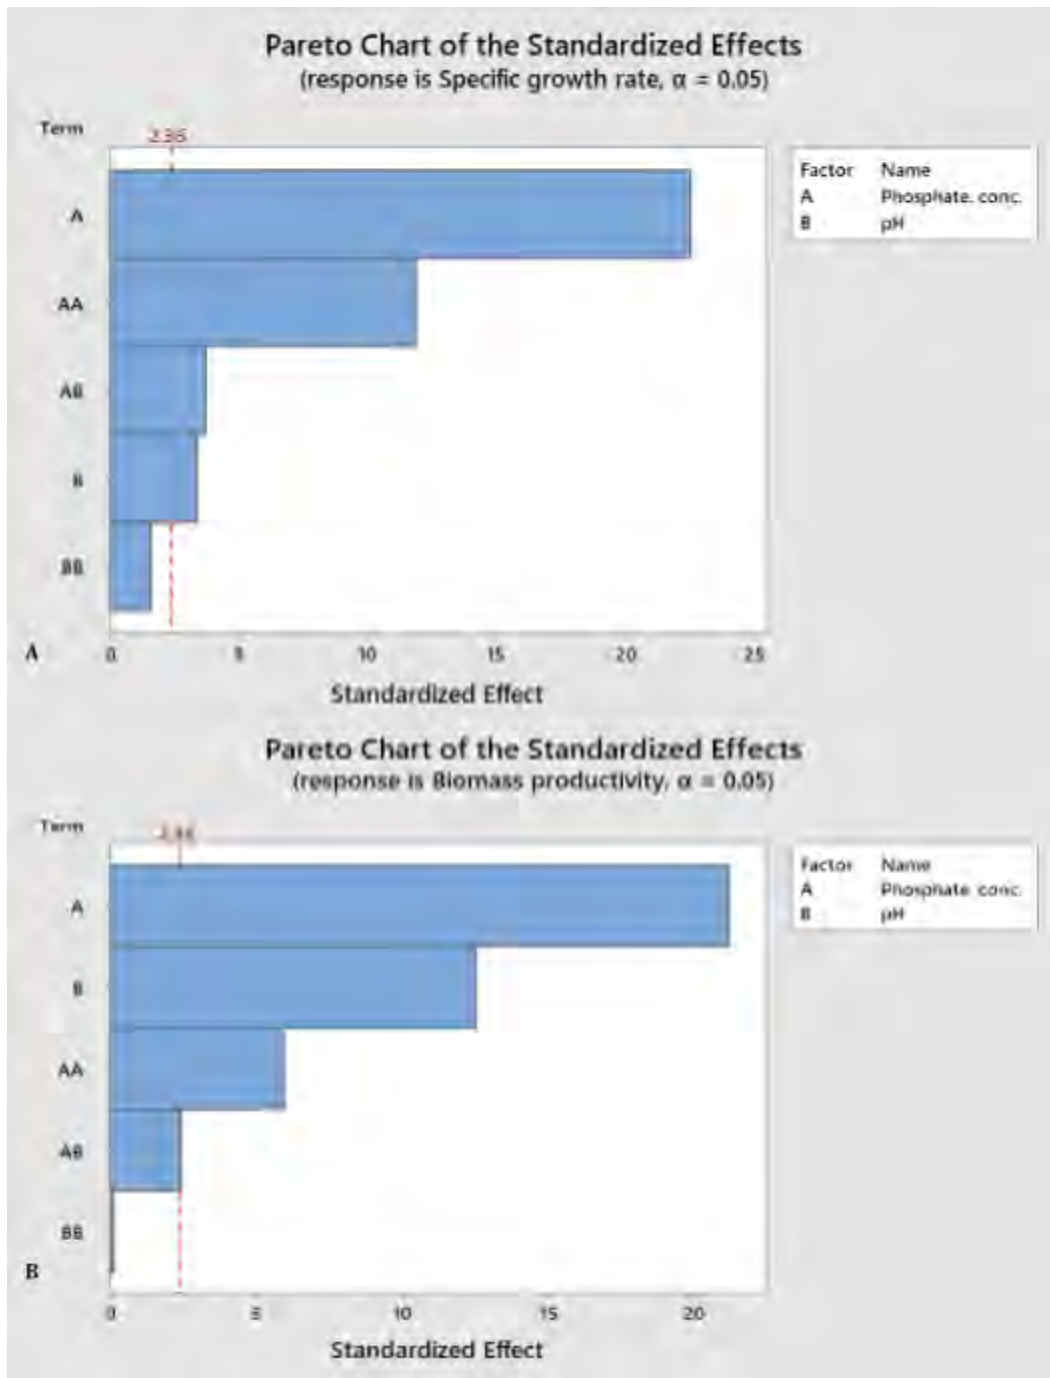 Pareto Chart of the Standardized Effects
(response is Specific growth rate, α = 0.05)
Term
2.36
Factor Name
A Phosphate. conc.
B pH
A
AA
AB
B
BB
A
0 5 10 15 20 25
Standardized Effect
Pareto Chart of the Standardized Effects
(response is Biomass productivity, α = 0.05)
Term
Factor Name
A Phosphate. conc.
B pH
A
B
AA
AB
BB
B
0 5 10 15 20
Standardized Effect